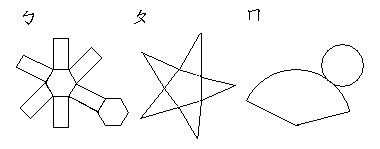 ㄅ ㄆ ㄇ